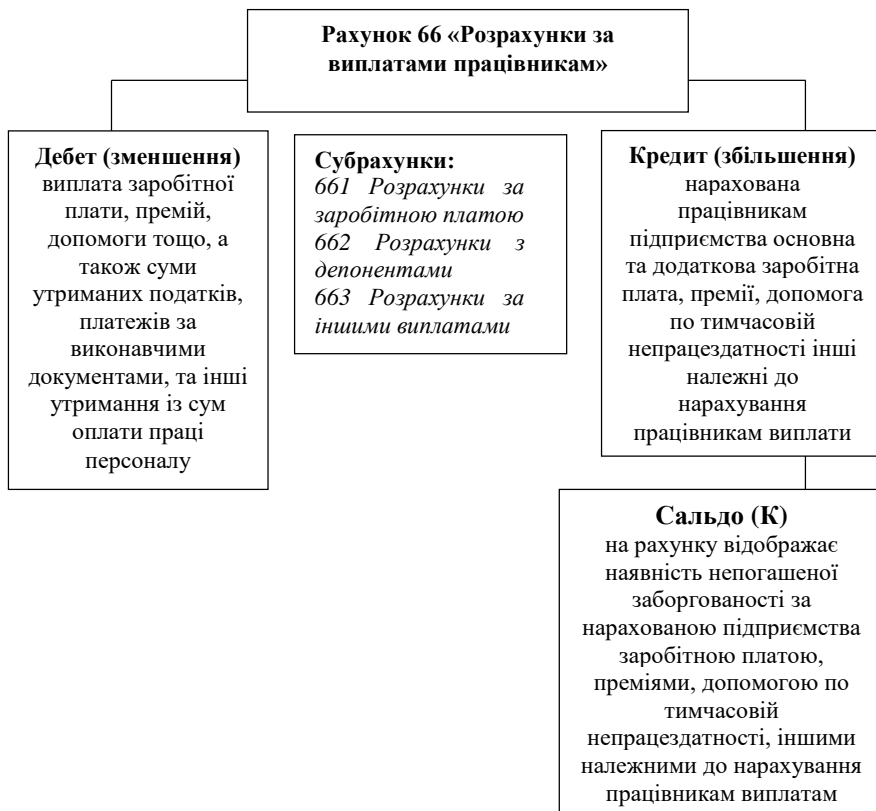 Рахунок 66 «Розрахунки за
виплатами працівникам»
Дебет (зменшення)
виплата заробітної
плати, премій,
допомоги тощо, а
також суми
утриманих податків,
платежів за
виконавчими
документами, та інші
утримання із сум
оплати праці
персоналу
Субрахунки:
661 Розрахунки за
заробітною платою
662 Розрахунки з
депонентами
663 Розрахунки за
іншими виплатами
Кредит (збільшення)
нарахована
працівникам
підприємства основна
та додаткова заробітна
плата, премії, допомога
по тимчасовій
непрацездатності інші
належні до
нарахування
працівникам виплати
Сальдо (К)
на рахунку відображає
наявність непогашеної
заборгованості за
нарахованою підприємства
заробітною платою,
преміями, допомогою по
тимчасовій
непрацездатності, іншими
належними до нарахування
працівникам виплатам